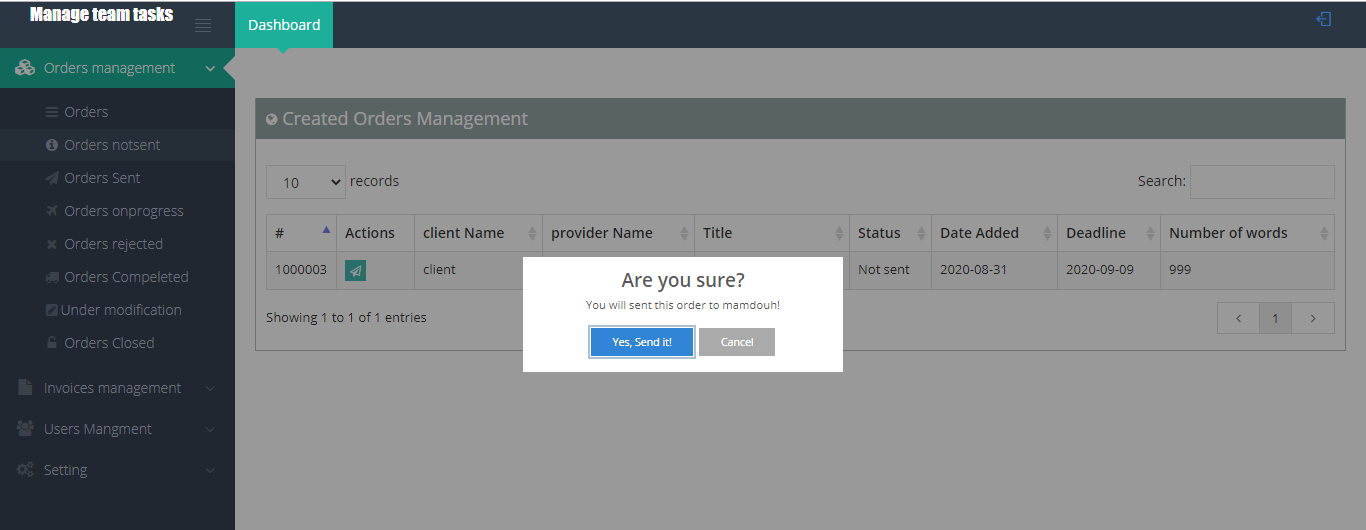 Manage team tasks
Dashboard
Orders management
Orders
Orders notsent
Orders Sent
Orders onprogress
Orders rejected
Orders Compeleted
Under modification
Orders Closed
Invoices management
Users Mangment
Setting
Created Orders Management
10 records Search:
# Actions client Name provider Name Title Status Date Added Deadline Number of words
1000003 client Not sent 2020-08-31 2020-09-09 999
Showing 1 to 1 of 1 entries
< 1 >
Are you sure?
You will sent this order to mamdouh!
Yes, Send it! Cancel